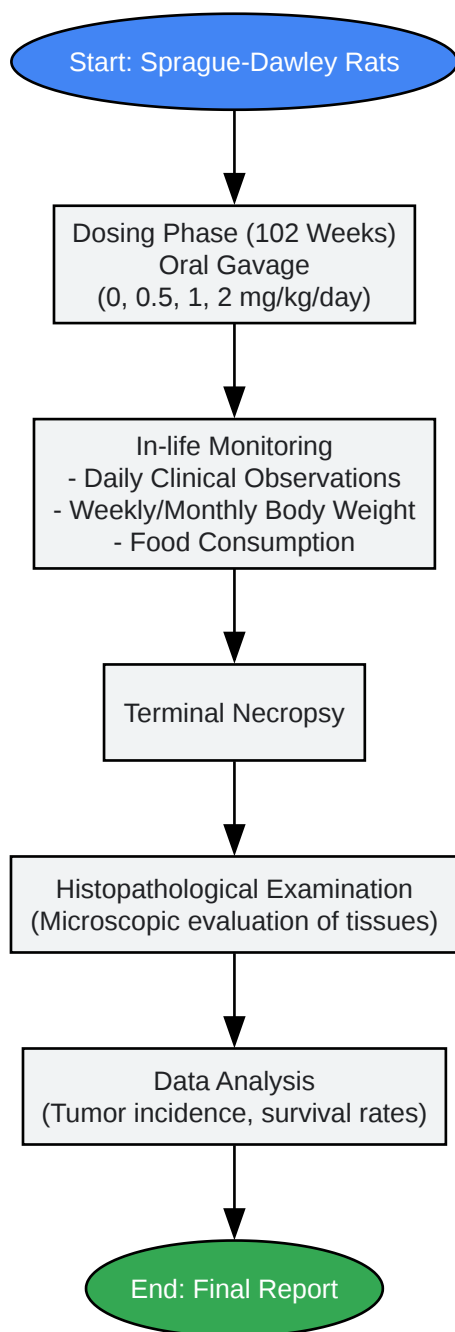 Start: Sprague-Dawley Rats
Dosing Phase (102 Weeks)
Oral Gavage
(0, 0.5, 1, 2 mg/kg/day)
In-life Monitoring
- Daily Clinical Observations
- Weekly/Monthly Body Weight
- Food Consumption
Terminal Necropsy
Histopathological Examination
(Microscopic evaluation of tissues)
Data Analysis
(Tumor incidence, survival rates)
End: Final Report